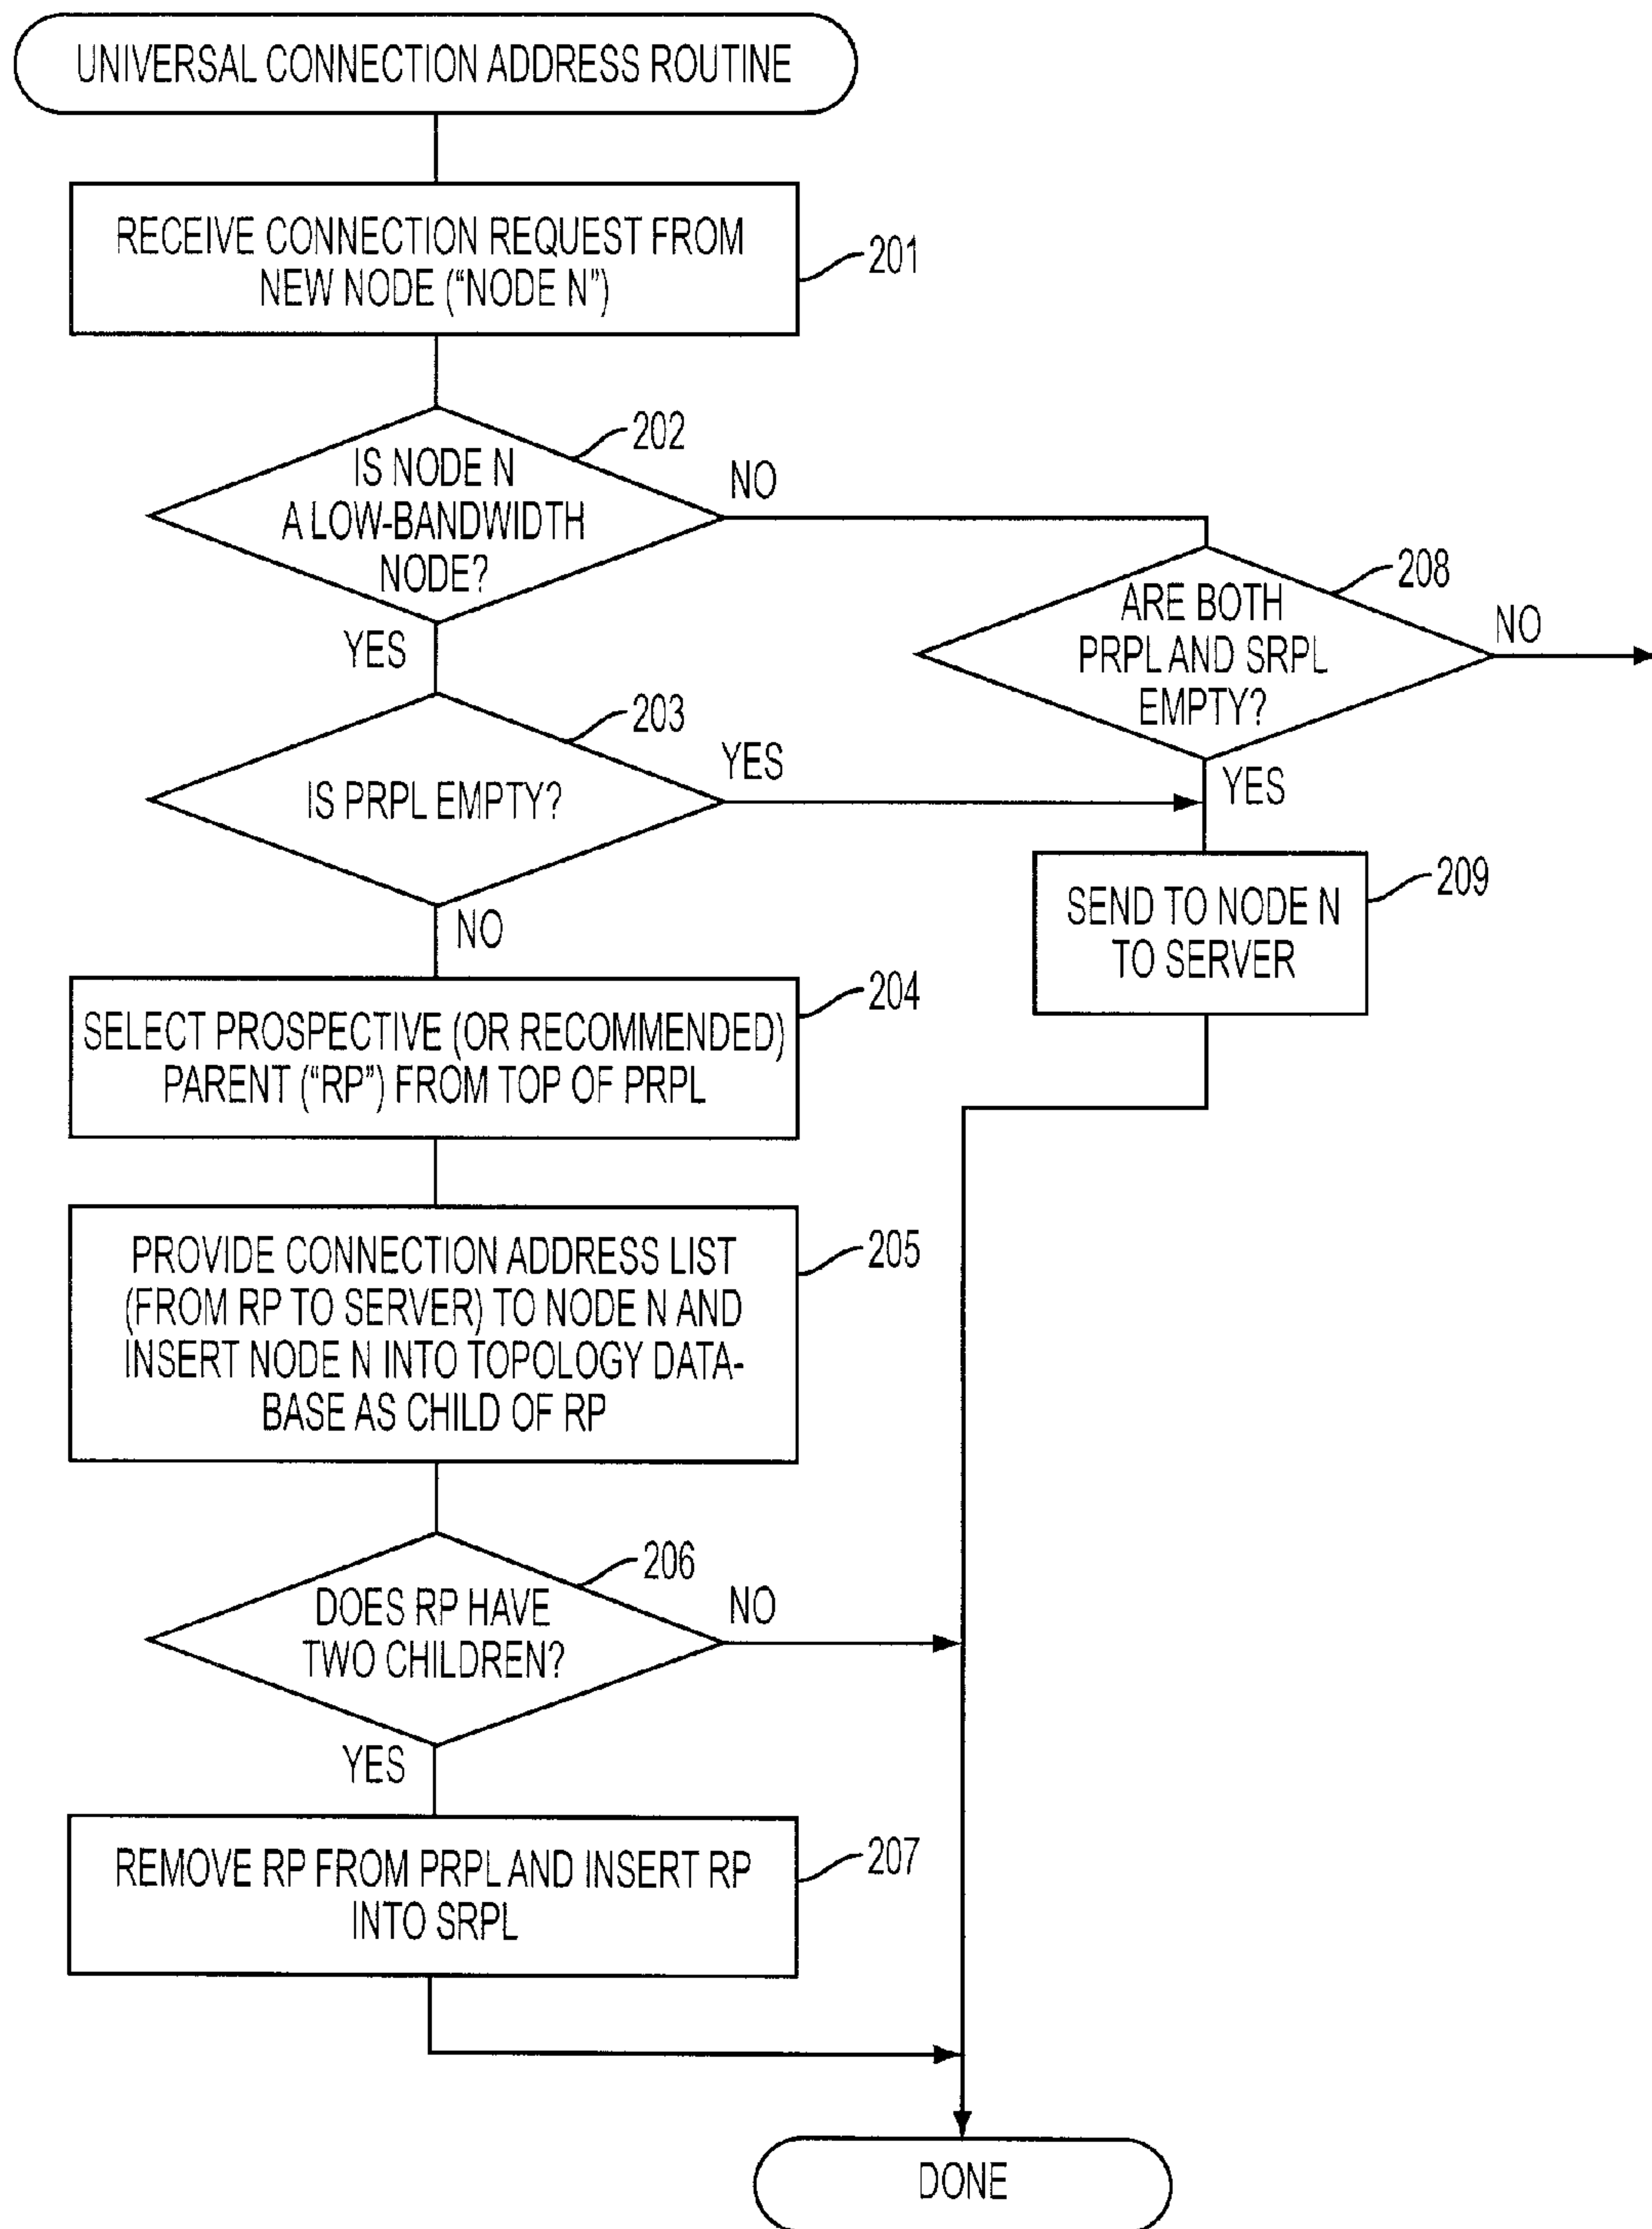 UNIVERSAL CONNECTION ADDRESS ROUTINE
RECEIVE CONNECTION REQUEST FROM
NEW NODE (“NODE N”)
201
IS NODE N
A LOW-BANDWIDTH
NODE?
202
NO
YES
ARE BOTH
PRPL AND SRPL
EMPTY?
208
NO
YES
IS PRPL EMPTY?
203
YES
NO
SEND TO NODE N
TO SERVER
209
SELECT PROSPECTIVE (OR RECOMMENDED)
PARENT (“RP”) FROM TOP OF PRPL
204
PROVIDE CONNECTION ADDRESS LIST
(FROM RP TO SERVER) TO NODE N AND
INSERT NODE N INTO TOPOLOGY DATA-
BASE AS CHILD OF RP
205
DOES RP HAVE
TWO CHILDREN?
206
NO
YES
REMOVE RP FROM PRPL AND INSERT RP
INTO SRPL
207
DONE